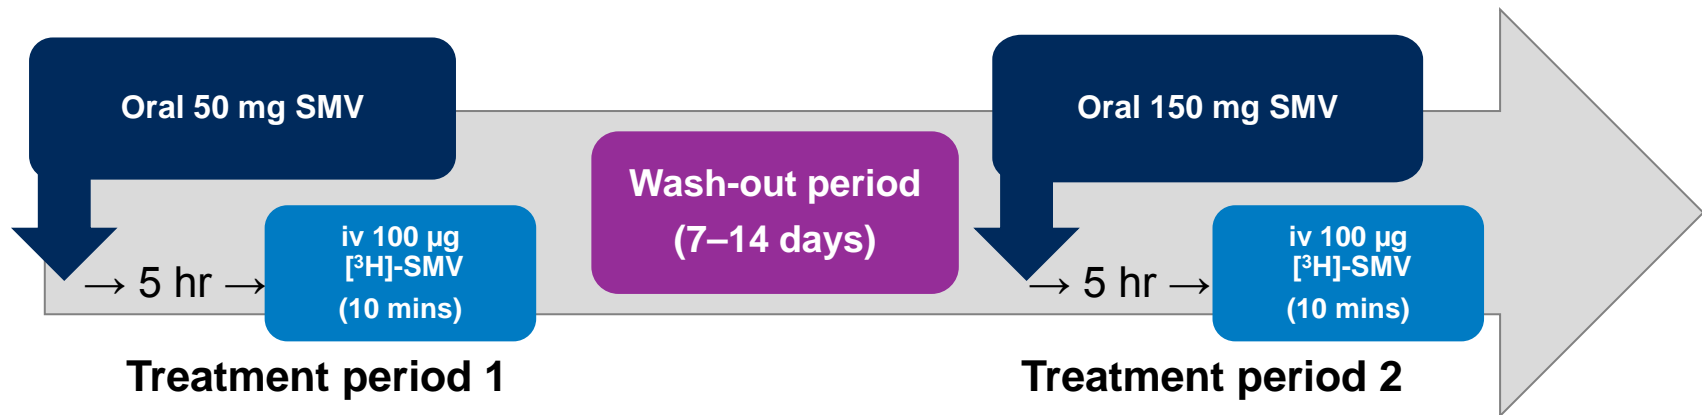 Oral 50 mg SMV
→ 5 hr →
iv 100 µg
[³H]-SMV
(10 mins)
Treatment period 1
Wash-out period
(7–14 days)
Oral 150 mg SMV
→ 5 hr →
iv 100 µg
[³H]-SMV
(10 mins)
Treatment period 2